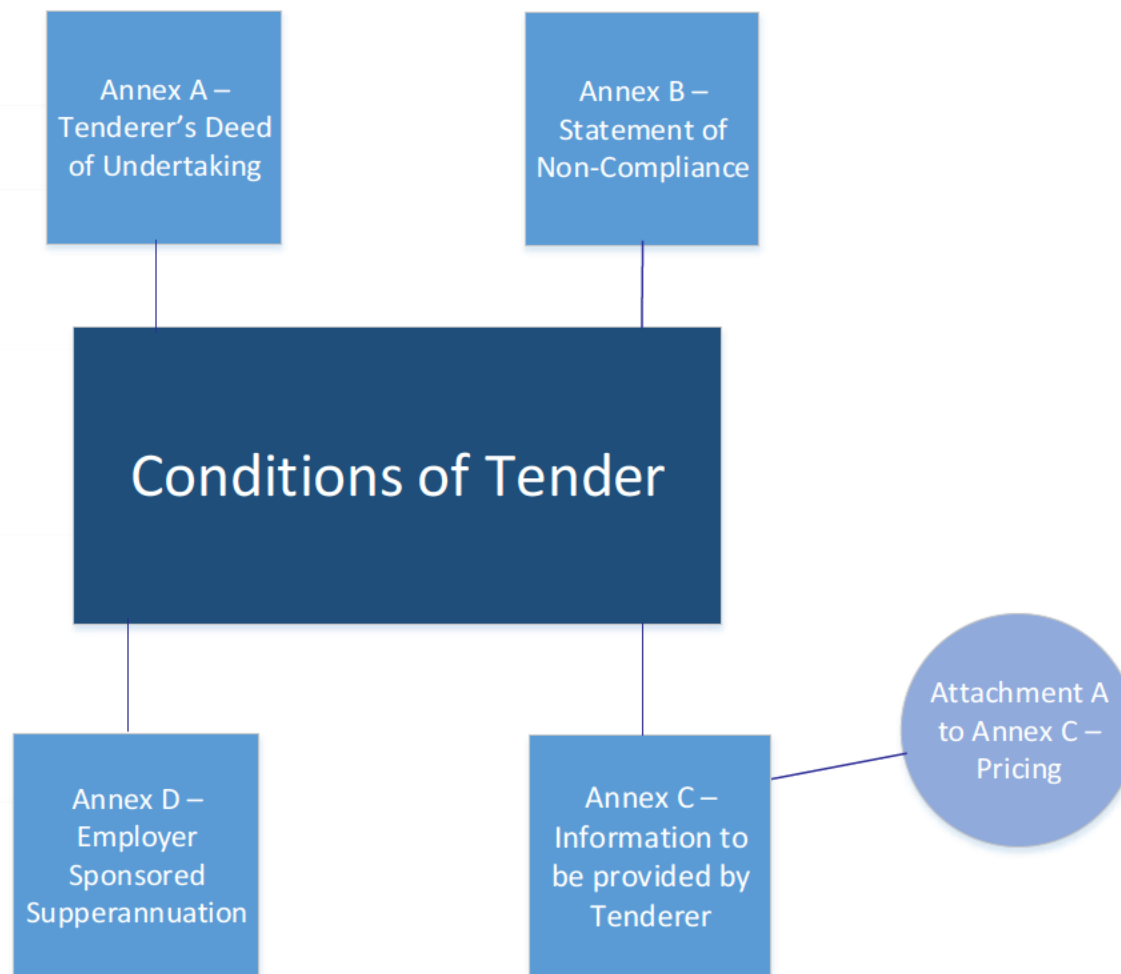 Annex A –
Tenderer's Deed
of Undertaking
Annex B –
Statement of
Non-Compliance
Conditions of Tender
Attachment A
to Annex C –
Pricing
Annex D –
Employer
Sponsored
Supperannuation
Annex C –
Information to
be provided by
Tenderer